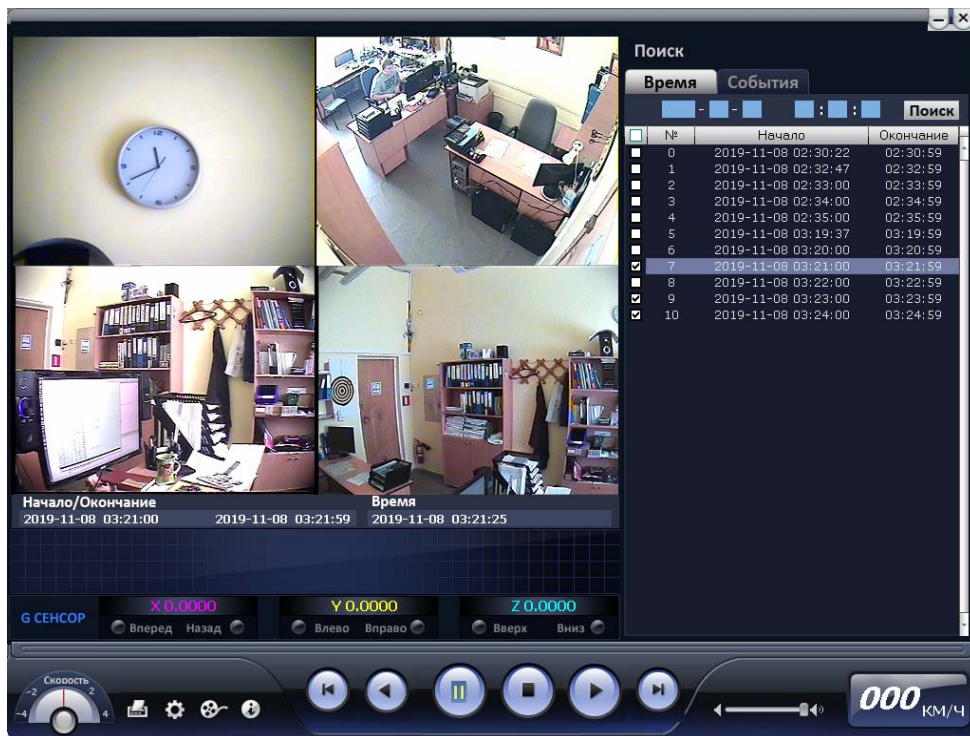 Поиск
Время События
- - : : Поиск
№ Начало Окончание
0 2019-11-08 02:30:22 02:30:59
1 2019-11-08 02:32:47 02:32:59
2 2019-11-08 02:33:00 02:33:59
3 2019-11-08 02:34:00 02:34:59
4 2019-11-08 02:35:00 02:35:59
5 2019-11-08 03:19:37 03:19:59
6 2019-11-08 03:20:00 03:20:59
7 2019-11-08 03:21:00 03:21:59
8 2019-11-08 03:22:00 03:22:59
9 2019-11-08 03:23:00 03:23:59
10 2019-11-08 03:24:00 03:24:59
Начало/Окончание Время
2019-11-08 03:21:00 2019-11-08 03:21:59 2019-11-08 03:21:25
G СЕНСОР
X 0.0000 Y 0.0000 Z 0.0000
Вперед Назад Влево Вправо Вверх Вниз
Скорость
-2 2
-4 4
000 КМ/Ч